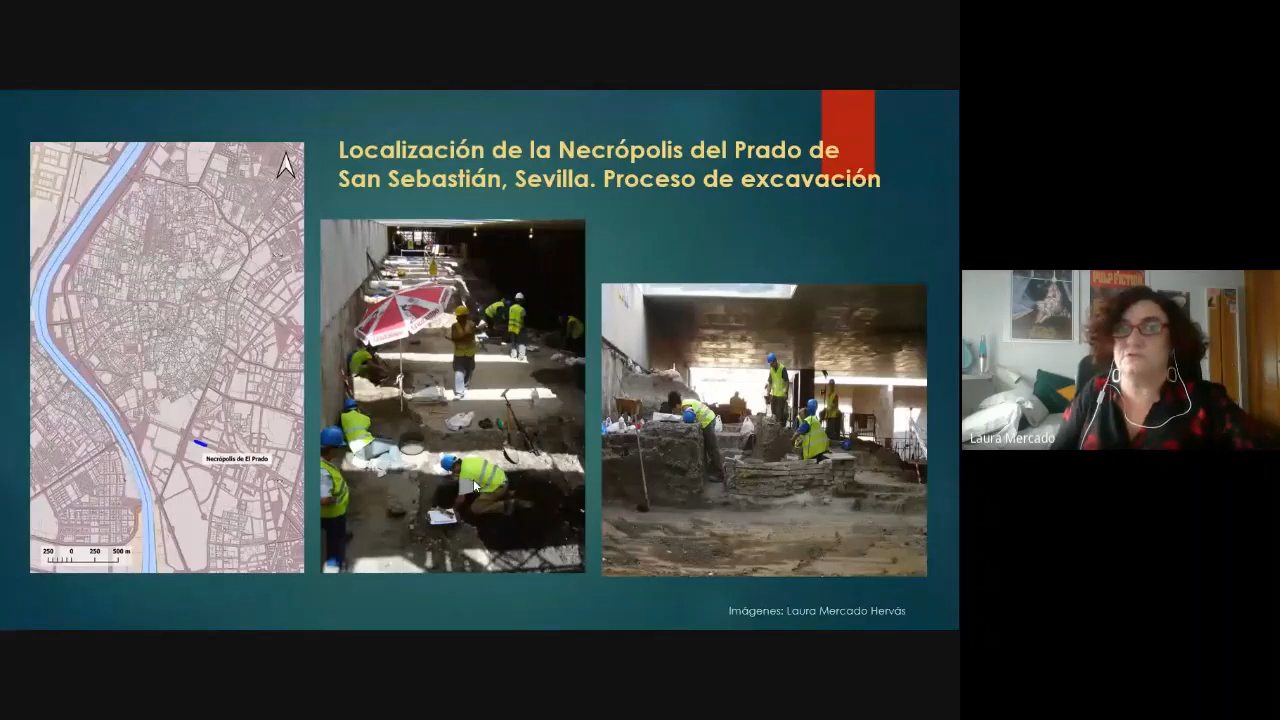 Localización de la Necrópolis del Prado de
San Sebastián, Sevilla. Proceso de excavación
Necrópolis de El Prado
250 0 250 500 m
Imágenes: Laura Mercado Hervás
PULP FICTION
Laura Mercado